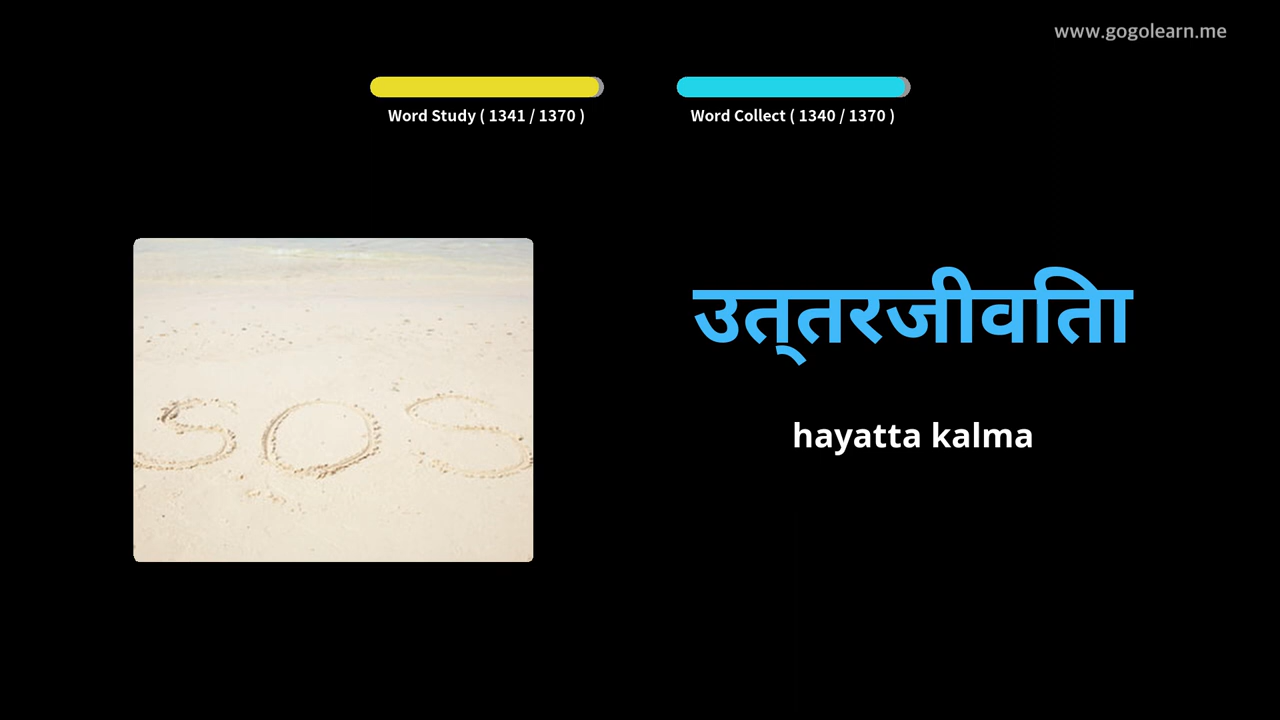 www.gogolearn.me
Word Study ( 1341 / 1370 )
Word Collect ( 1340 / 1370 )
SOS
उत्तरजीविता
hayatta kalma